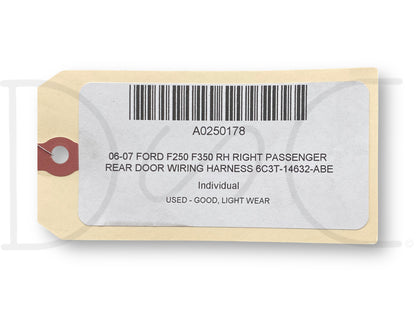 A0250178
06-07 FORD F250 F350 RH RIGHT PASSENGER
REAR DOOR WIRING HARNESS 6C3T-14632-ABE
Individual
USED - GOOD, LIGHT WEAR